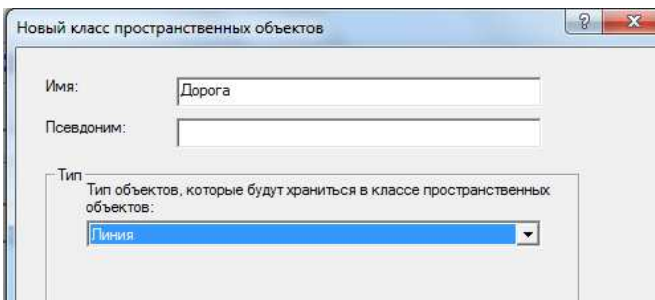 Новый класс пространственных объектов
Имя: Дорога
Псевдоним:
Тип
Тип объектов, которые будут храниться в классе пространственных
объектов:
Линия